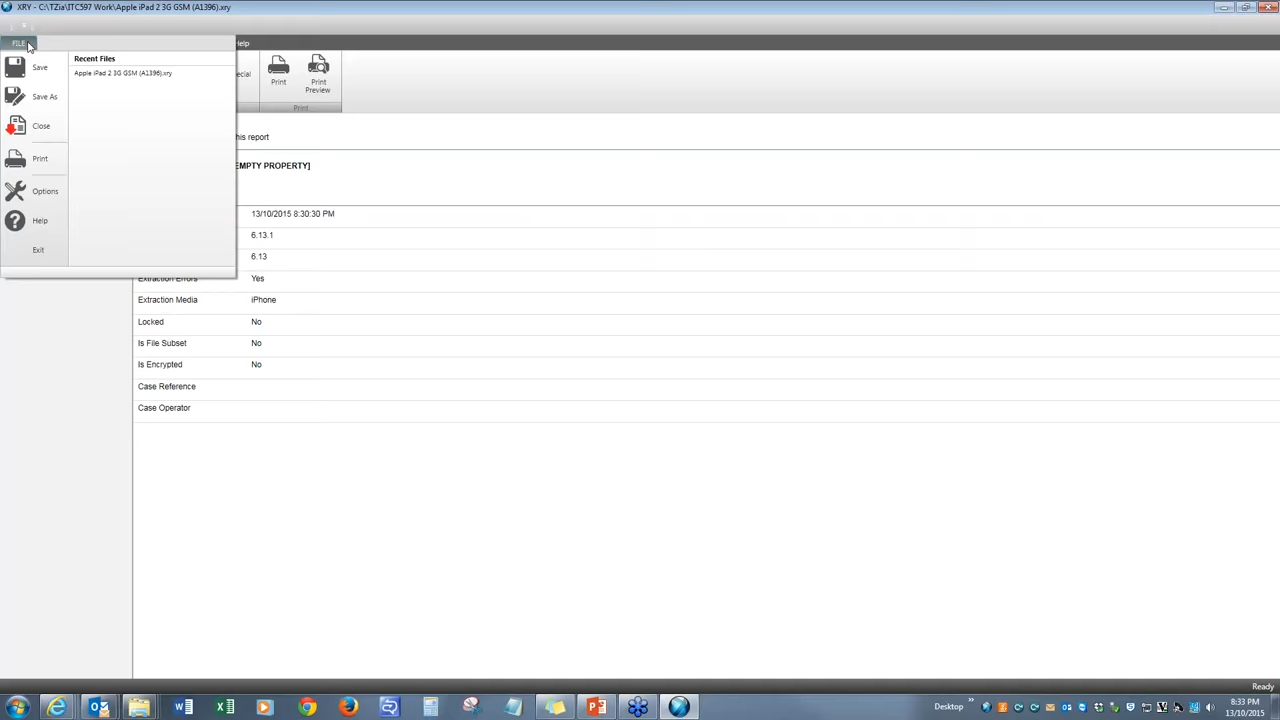 XRY - C:\TZia\ITC597 Work\Apple iPad 2 3G GSM (A1396).xry
FILE
Help
Save
Save As
Close
Print
Options
Help
Exit
Recent Files
Apple iPad 2 3G GSM (A1396).xry
Print
Print Preview
Print
his report
EMPTY PROPERTY]
13/10/2015 8:30:30 PM
6.13.1
6.13
Extraction Errors Yes
Extraction Media iPhone
Locked No
Is File Subset No
Is Encrypted No
Case Reference
Case Operator
Ready
Desktop
8:33 PM
13/10/2015